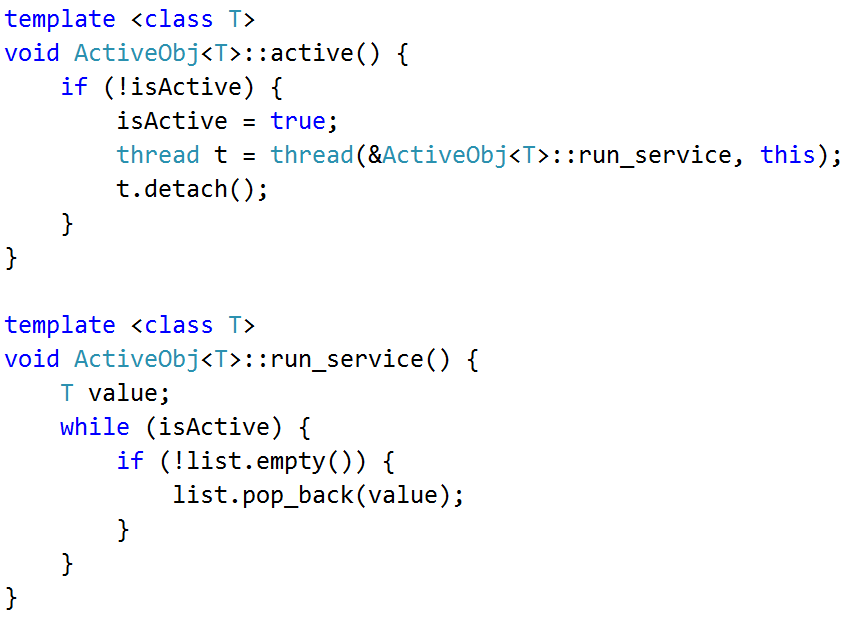 template <class T>
void ActiveObj<T>::active() {
    if (!isActive) {
        isActive = true;
        thread t = thread(&ActiveObj<T>::run_service, this);
        t.detach();
    }
}

template <class T>
void ActiveObj<T>::run_service() {
    T value;
    while (isActive) {
        if (!list.empty()) {
            list.pop_back(value);
        }
    }
}